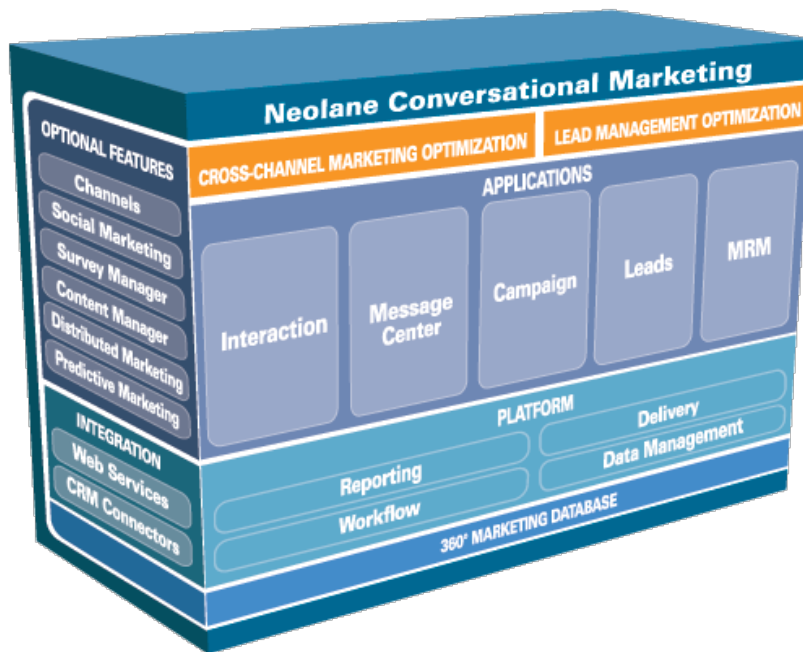 Neolane Conversational Marketing
OPTIONAL FEATURES
Channels
Social Marketing
Survey Manager
Content Manager
Distributed Marketing
Predictive Marketing
INTEGRATION
Web Services
CRM Connectors
CROSS-CHANNEL MARKETING OPTIMIZATION
LEAD MANAGEMENT OPTIMIZATION
APPLICATIONS
Interaction
Message
Center
Campaign
Leads
MRM
PLATFORM
Reporting
Delivery
Workflow
Data Management
360° MARKETING DATABASE